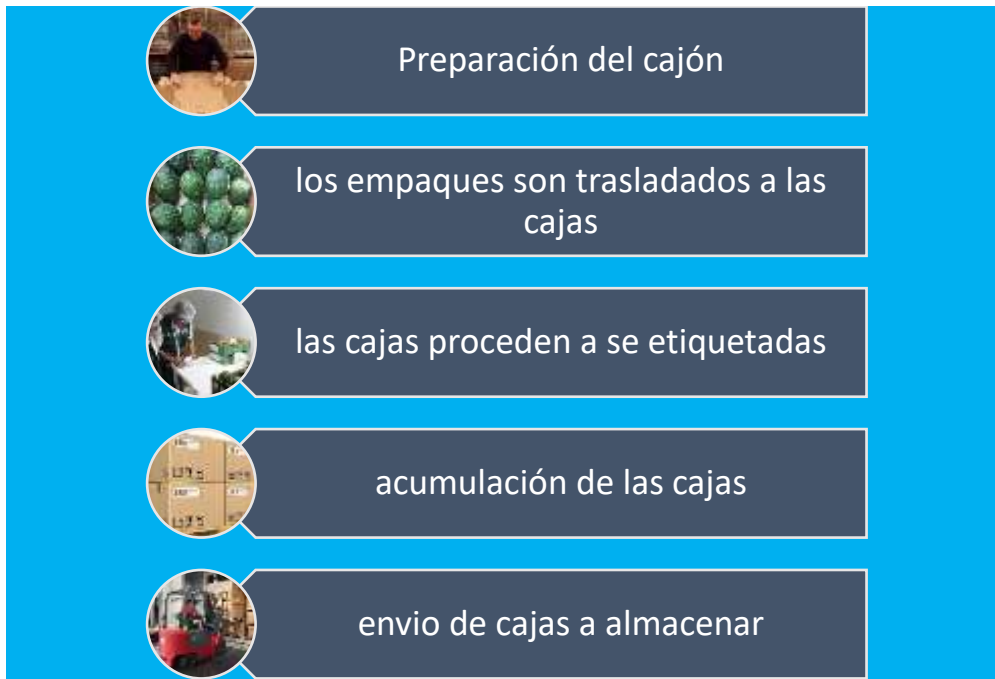 Preparación del cajón
los empaques son trasladados a las
cajas
las cajas proceden a se etiquetadas
acumulación de las cajas
envio de cajas a almacenar